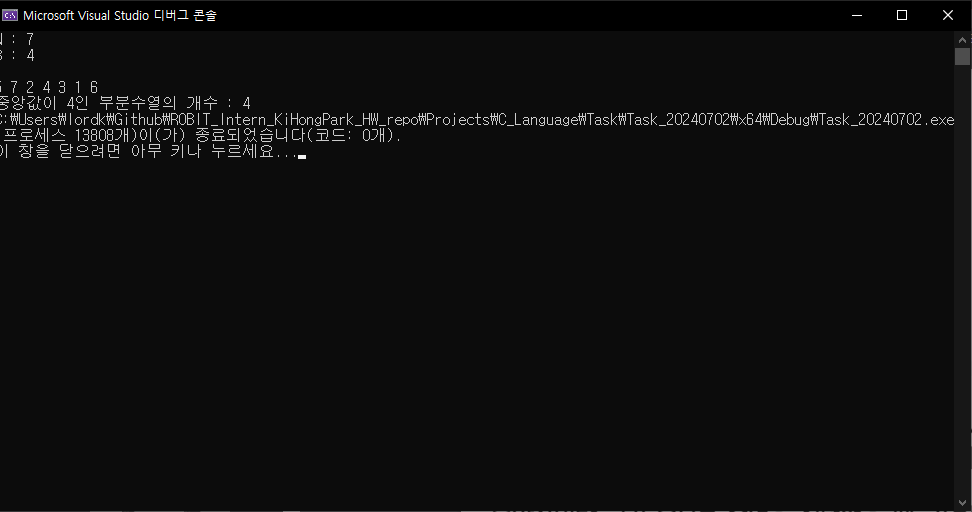 Microsoft Visual Studio 디버그 콘솔
N : 7
B : 4
5 7 2 4 3 1 6
중앙값이 4인 부분수열의 개수 : 4
C:₩Users₩lordk₩Github₩ROBIT_Intern_KiHongPark_HW_repo₩Projects₩C_Language₩Task₩Task_20240702₩x64₩Debug₩Task_20240702.exe
(프로세스 13808개)이(가) 종료되었습니다(코드: 0개).
이 창을 닫으려면 아무 키나 누르세요...